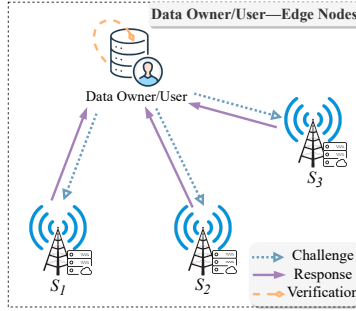 Data Owner/User—Edge Nodes
Data Owner/User
S3
S1
S2
Challenge
Response
Verification